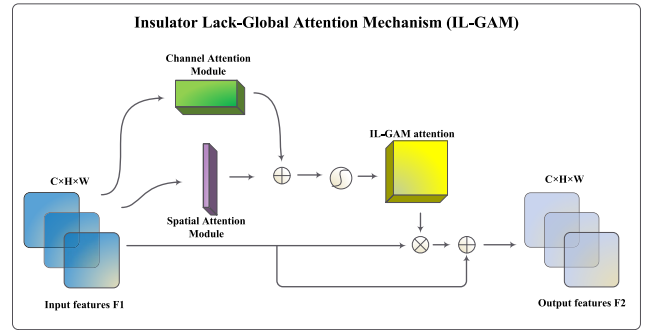 Insulator Lack-Global Attention Mechanism (IL-GAM)
Channel Attention
Module
IL-GAM attention
C×H×W
C×H×W
Spatial Attention
Module
Input features F1
Output features F2